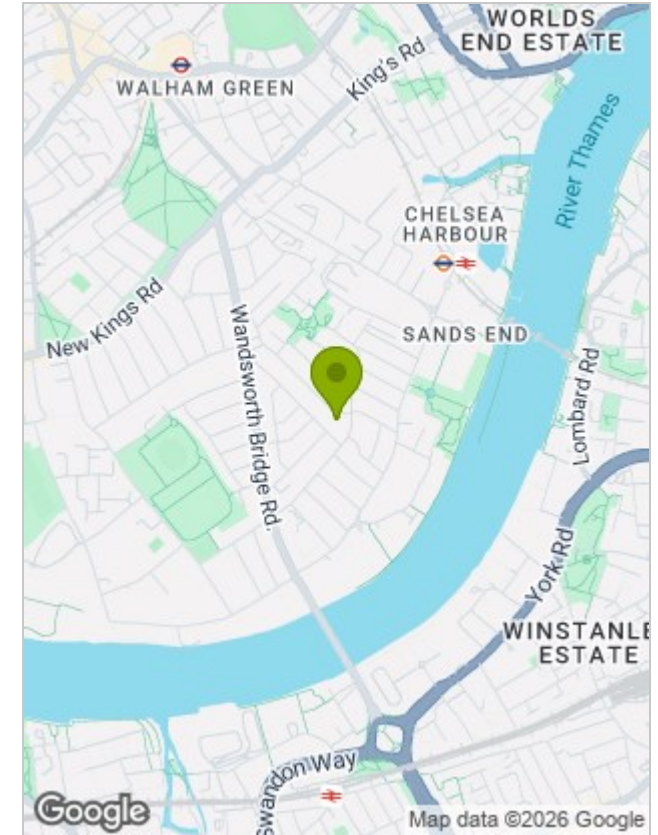 WORLDS
END ESTATE
WALHAM GREEN
King's Rd
River Thames
CHELSEA
HARBOUR
New Kings Rd
Wandsworth Bridge Rd.
SANDS END
Lombard Rd
York Rd
WINSTANLE
ESTATE
Swandon Way
Google
Map data ©2026 Google